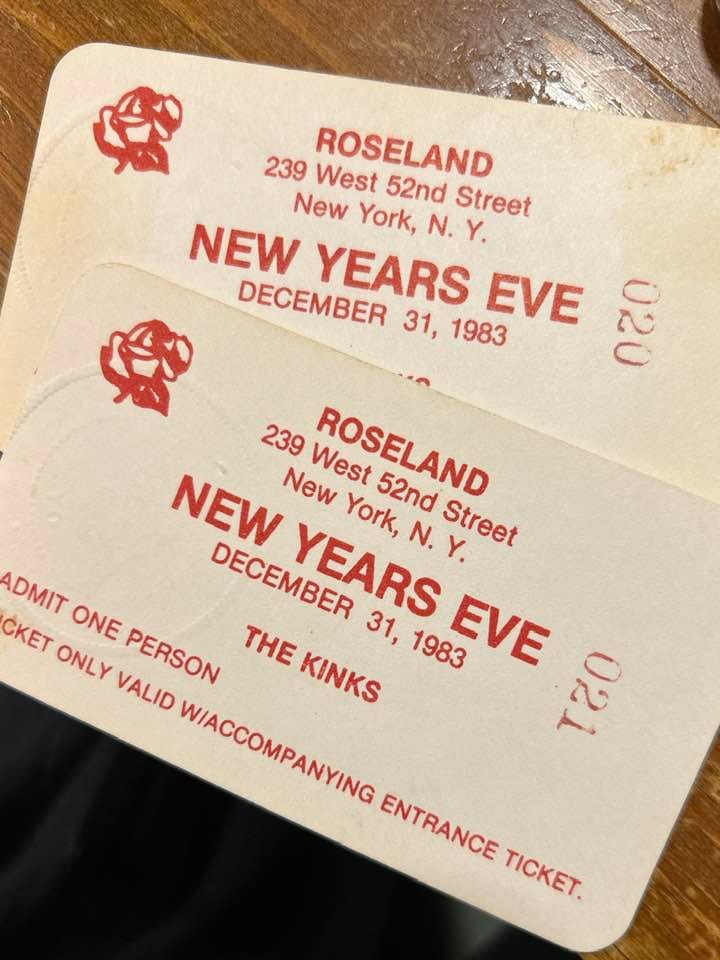 ROSELAND
239 West 52nd Street
New York, N. Y.
NEW YEARS EVE
DECEMBER 31, 1983
020
ROSELAND
239 West 52nd Street
New York, N. Y.
NEW YEARS EVE
DECEMBER 31, 1983
021
THE KINKS
ADMIT ONE PERSON
ICKET ONLY VALID W/ACCOMPANYING ENTRANCE TICKET.